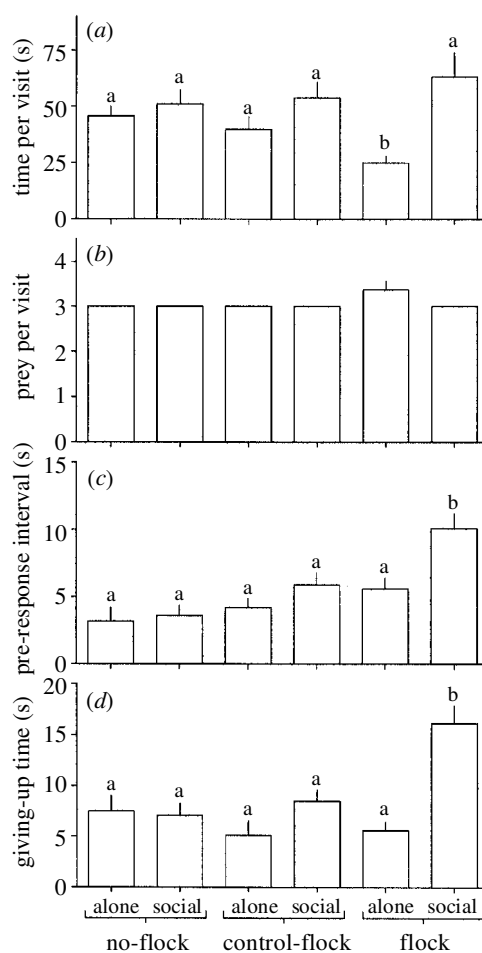 (a)
time per visit (s)
75
50
25
0
a a a a b a
(b)
prey per visit
4
3
2
1
0
(c)
pre-response interval (s)
15
10
5
0
a a a a a b
(d)
giving-up time (s)
20
15
10
5
0
a a a a a b
alone social alone social alone social
no-flock control-flock flock